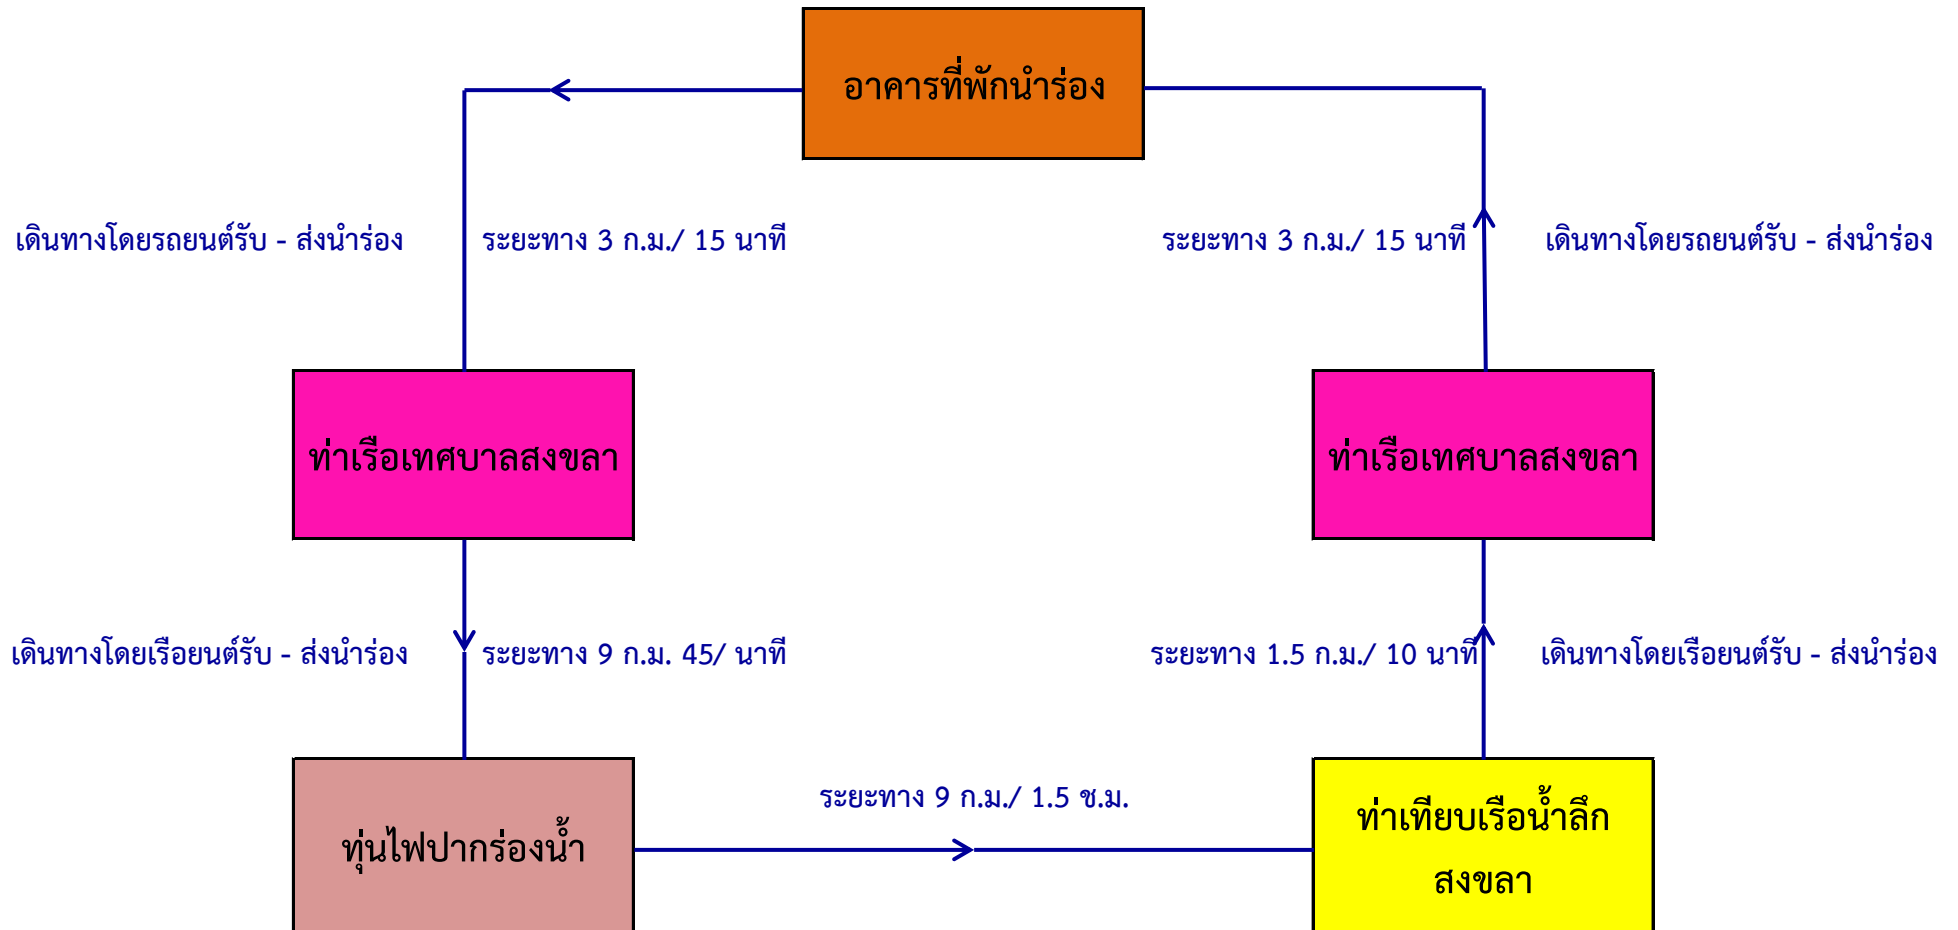 อาคารที่พักนำร่อง
เดินทางโดยรถยนต์รับ - ส่งนำร่อง
ระยะทาง 3 ก.ม./ 15 นาที
ระยะทาง 3 ก.ม./ 15 นาที
เดินทางโดยรถยนต์รับ - ส่งนำร่อง
ท่าเรือเทศบาลสงขลา
ท่าเรือเทศบาลสงขลา
เดินทางโดยเรือยนต์รับ - ส่งนำร่อง
ระยะทาง 9 ก.ม. 45/ นาที
ระยะทาง 1.5 ก.ม./ 10 นาที
เดินทางโดยเรือยนต์รับ - ส่งนำร่อง
ระยะทาง 9 ก.ม./ 1.5 ช.ม.
ทุ่นไฟปากร่องน้ำ
ท่าเทียบเรือน้ำลึก
สงขลา